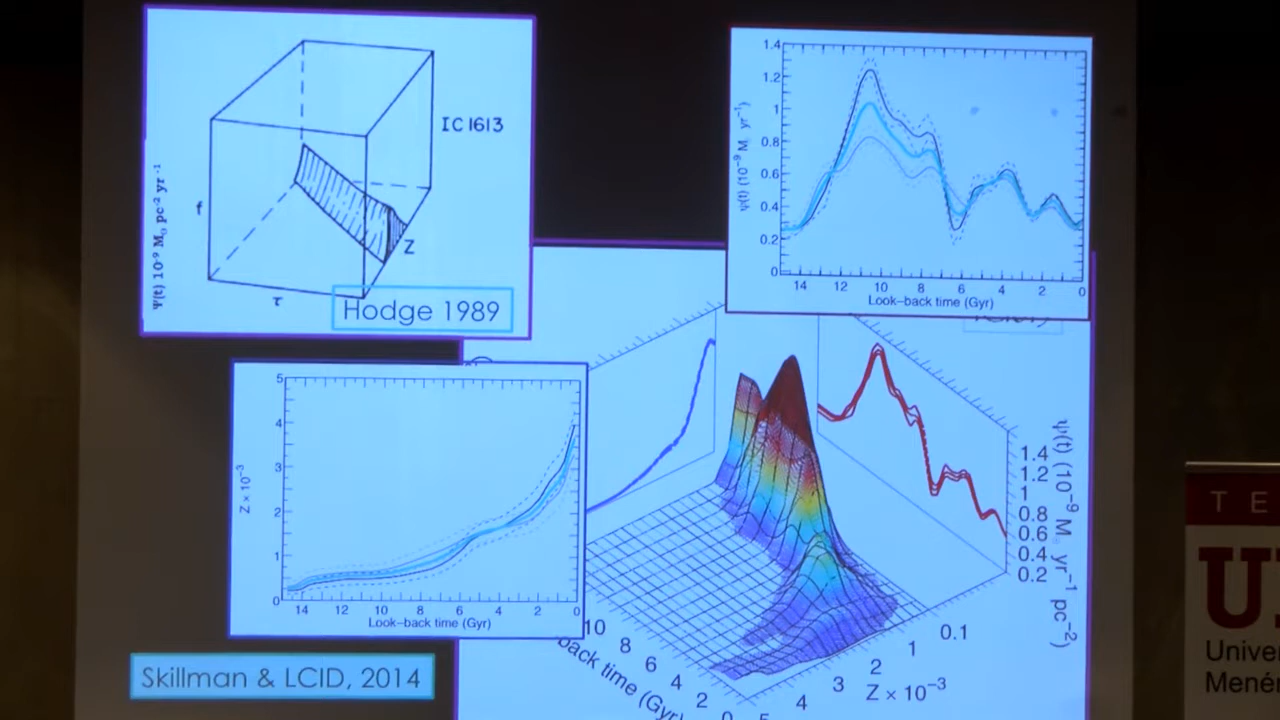 IC 1613
Ψ(t) 10⁻⁹ M⊙ pc⁻² yr⁻¹
f
Z
τ
Hodge 1989
1.4
1.2
1
0.8
0.6
0.4
0.2
0
14 12 10 8 6 4 2 0
Look-back time (Gyr)
ψ(t) (10⁻⁹ M yr⁻¹)
5
4
3
2
1
0
Z × 10⁻³
14 12 10 8 6 4 2 0
Look-back time (Gyr)
1.4
1.2
1
0.8
0.6
0.4
0.2
ψ(t) (10⁻⁹ M⊙ yr⁻¹ pc⁻²)
0.1
1
2
3
4
5
Z × 10⁻³
10
8
6
4
2
0
back time (Gyr)
Skillman & LCID, 2014
TE
U
Univer
Menén